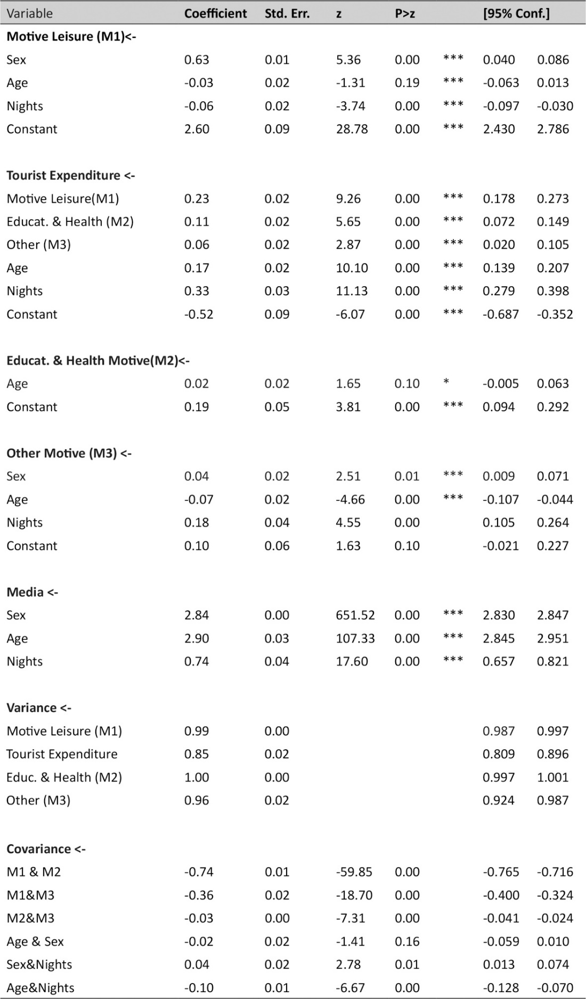 Variable Coefficient Std. Err. z P>z [95% Conf.]
Motive Leisure (M1)<-
Sex 0.63 0.01 5.36 0.00 *** 0.040 0.086
Age -0.03 0.02 -1.31 0.19 *** -0.063 0.013
Nights -0.06 0.02 -3.74 0.00 *** -0.097 -0.030
Constant 2.60 0.09 28.78 0.00 *** 2.430 2.786
Tourist Expenditure <-
Motive Leisure(M1) 0.23 0.02 9.26 0.00 *** 0.178 0.273
Educat. & Health (M2) 0.11 0.02 5.65 0.00 *** 0.072 0.149
Other (M3) 0.06 0.02 2.87 0.00 *** 0.020 0.105
Age 0.17 0.02 10.10 0.00 *** 0.139 0.207
Nights 0.33 0.03 11.13 0.00 *** 0.279 0.398
Constant -0.52 0.09 -6.07 0.00 *** -0.687 -0.352
Educat. & Health Motive(M2)<-
Age 0.02 0.02 1.65 0.10 * -0.005 0.063
Constant 0.19 0.05 3.81 0.00 *** 0.094 0.292
Other Motive (M3) <-
Sex 0.04 0.02 2.51 0.01 *** 0.009 0.071
Age -0.07 0.02 -4.66 0.00 *** -0.107 -0.044
Nights 0.18 0.04 4.55 0.00 0.105 0.264
Constant 0.10 0.06 1.63 0.10 -0.021 0.227
Media <-
Sex 2.84 0.00 651.52 0.00 *** 2.830 2.847
Age 2.90 0.03 107.33 0.00 *** 2.845 2.951
Nights 0.74 0.04 17.60 0.00 *** 0.657 0.821
Variance <-
Motive Leisure (M1) 0.99 0.00 0.987 0.997
Tourist Expenditure 0.85 0.02 0.809 0.896
Educ. & Health (M2) 1.00 0.00 0.997 1.001
Other (M3) 0.96 0.02 0.924 0.987
Covariance <-
M1 & M2 -0.74 0.01 -59.85 0.00 -0.765 -0.716
M1&M3 -0.36 0.02 -18.70 0.00 -0.400 -0.324
M2&M3 -0.03 0.00 -7.31 0.00 -0.041 -0.024
Age & Sex -0.02 0.02 -1.41 0.16 -0.059 0.010
Sex&Nights 0.04 0.02 2.78 0.01 0.013 0.074
Age&Nights -0.10 0.01 -6.67 0.00 -0.128 -0.070